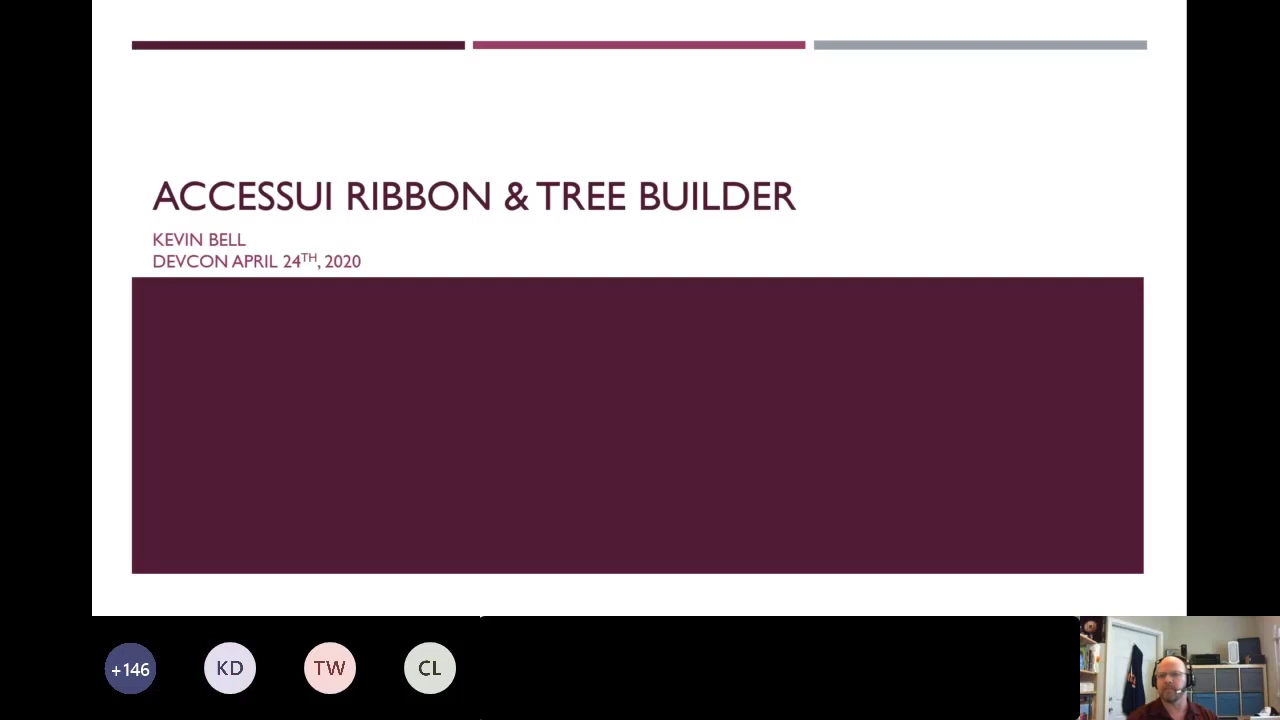 ACCESSUI RIBBON & TREE BUILDER
KEVIN BELL
DEVCON APRIL 24TH, 2020
+146 KD TW CL